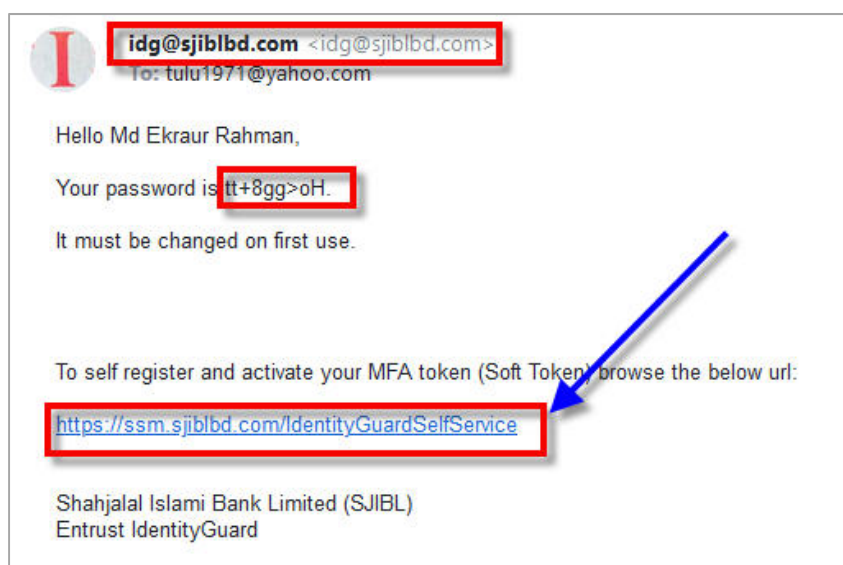 I
idg@sjiblbd.com <idg@sjiblbd.com>
To: tulu1971@yahoo.com
Hello Md Ekraur Rahman,
Your password is tt+8gg>oH.
It must be changed on first use.
To self register and activate your MFA token (Soft Token) browse the below url:
https://ssm.sjiblbd.com/IdentityGuardSelfService
Shahjalal Islami Bank Limited (SJIBL)
Entrust IdentityGuard